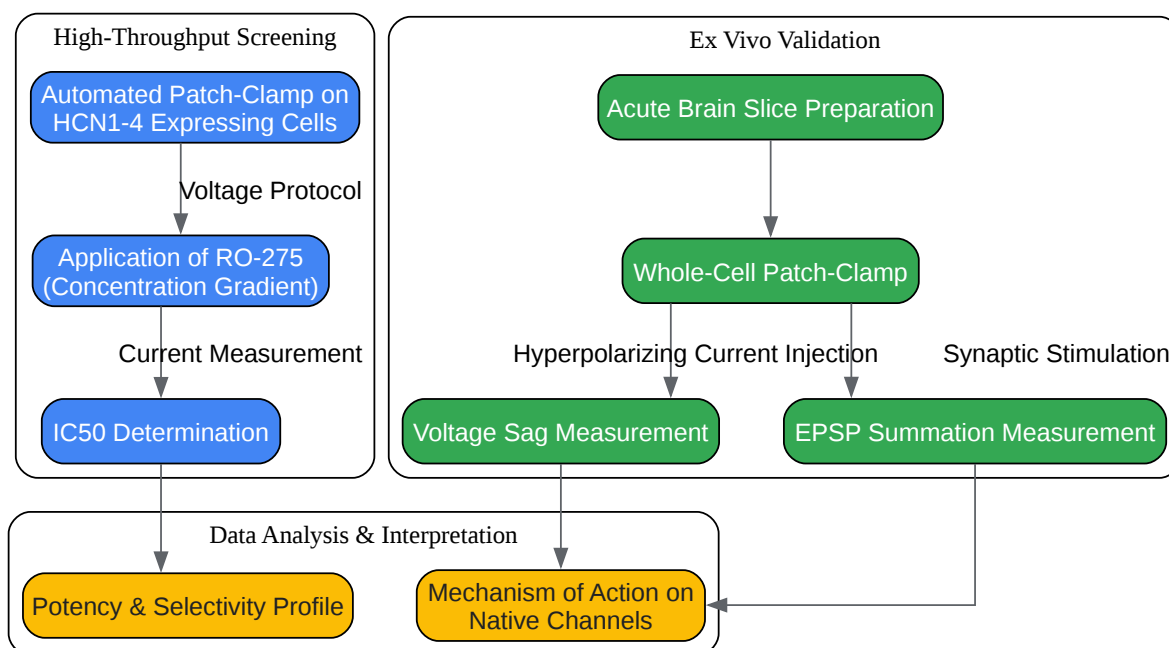 High-Throughput Screening
Automated Patch-Clamp on
HCN1-4 Expressing Cells
Voltage Protocol
Application of RO-275
(Concentration Gradient)
Current Measurement
IC50 Determination
Ex Vivo Validation
Acute Brain Slice Preparation
Whole-Cell Patch-Clamp
Hyperpolarizing Current Injection
Synaptic Stimulation
Voltage Sag Measurement
EPSP Summation Measurement
Data Analysis & Interpretation
Potency & Selectivity Profile
Mechanism of Action on
Native Channels